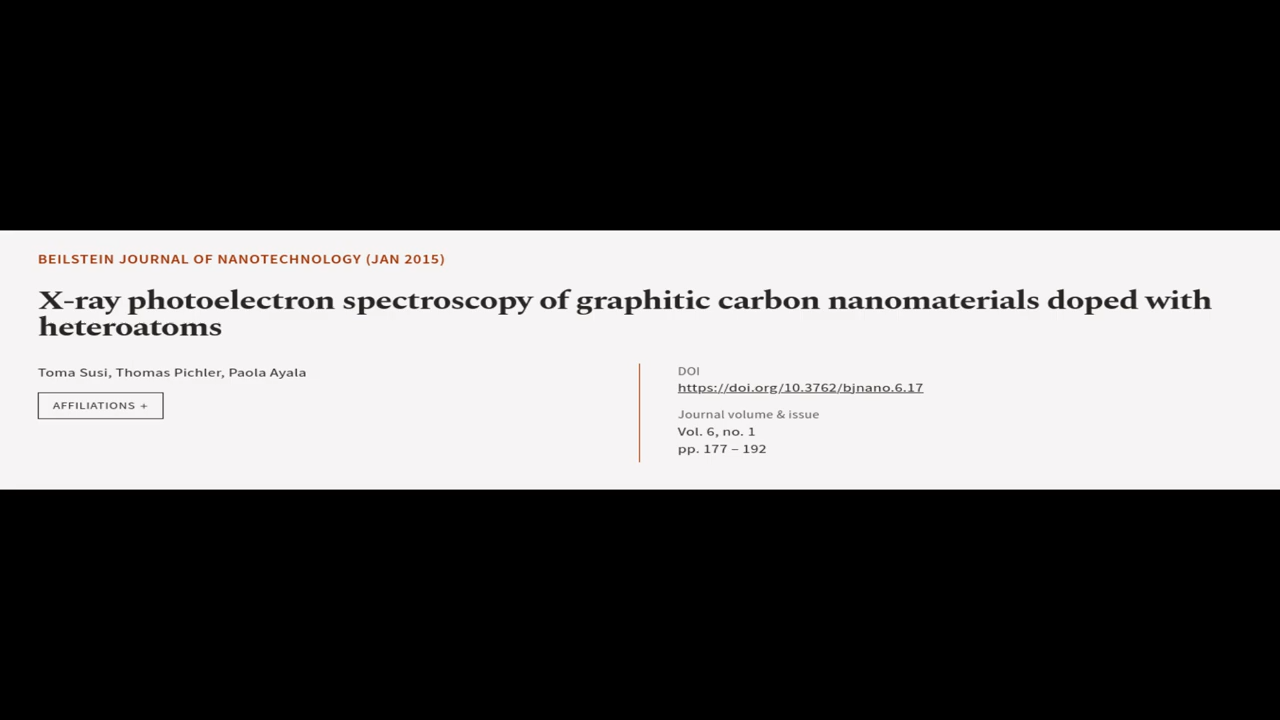 BEILSTEIN JOURNAL OF NANOTECHNOLOGY (JAN 2015)
X-ray photoelectron spectroscopy of graphitic carbon nanomaterials doped with
heteroatoms
Toma Susi, Thomas Pichler, Paola Ayala
AFFILIATIONS +
DOI
https://doi.org/10.3762/bjnano.6.17
Journal volume & issue
Vol. 6, no. 1
pp. 177 – 192